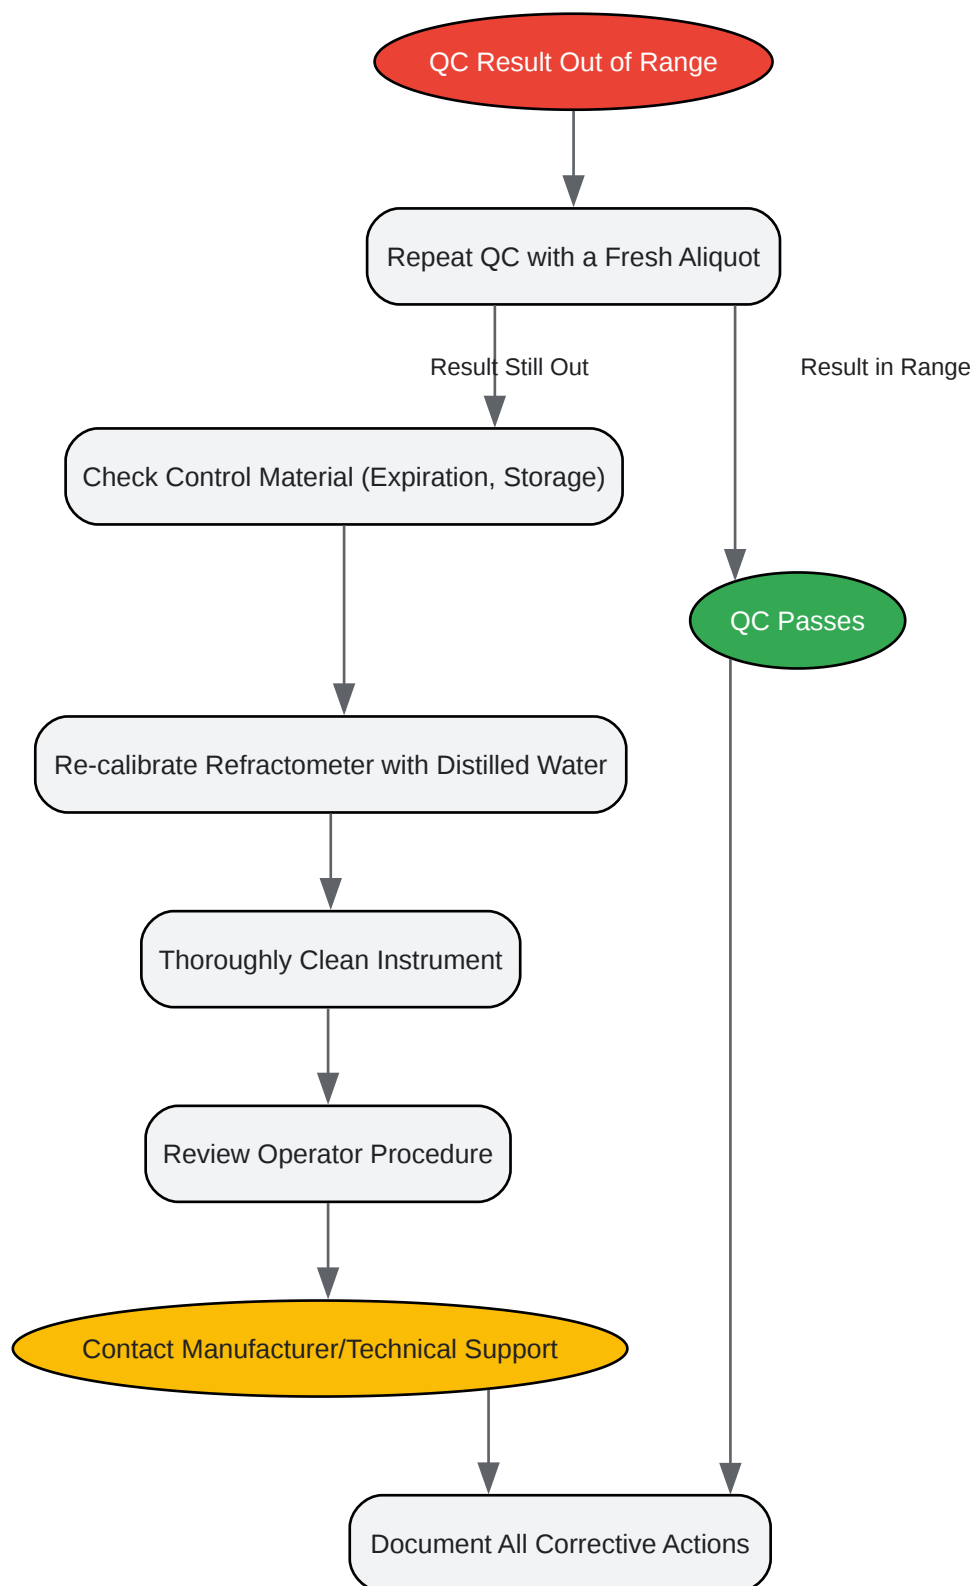 QC Result Out of Range
Repeat QC with a Fresh Aliquot
Result Still Out
Result in Range
Check Control Material (Expiration, Storage)
QC Passes
Re-calibrate Refractometer with Distilled Water
Thoroughly Clean Instrument
Review Operator Procedure
Contact Manufacturer/Technical Support
Document All Corrective Actions